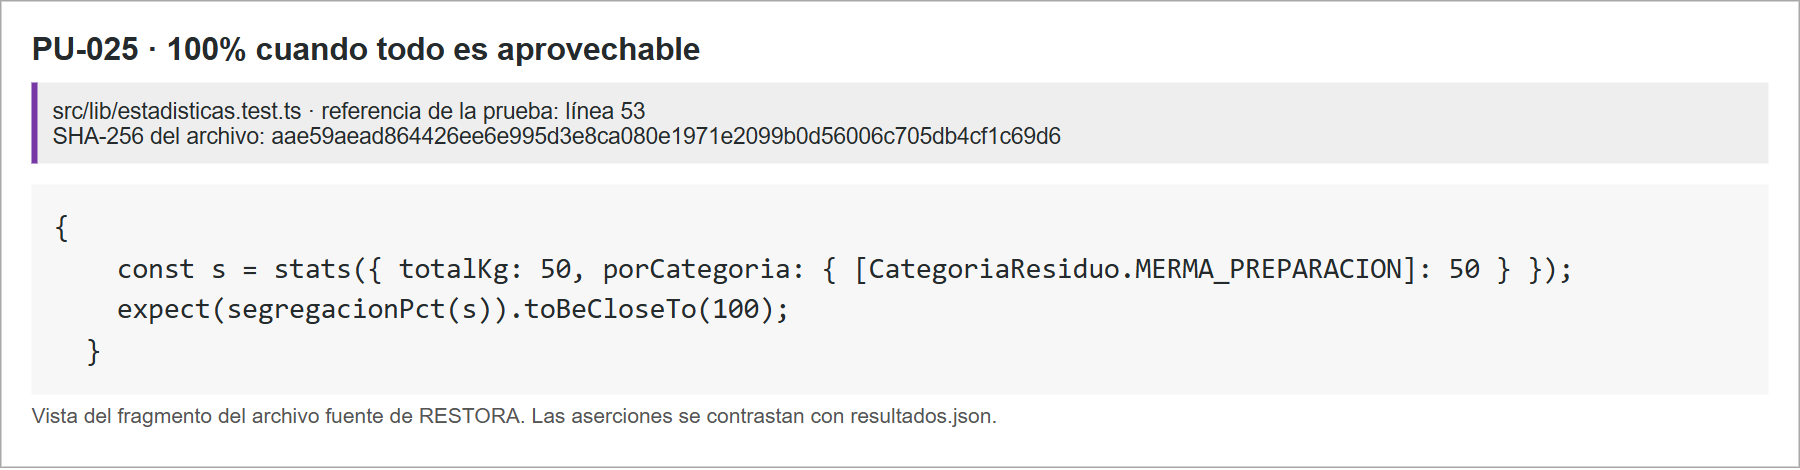 PU-025 · 100% cuando todo es aprovechable
src/lib/estadisticas.test.ts · referencia de la prueba: línea 53
SHA-256 del archivo: aae59aead864426ee6e995d3e8ca080e1971e2099b0d56006c705db4cf1c69d6
{
    const s = stats({ totalKg: 50, porCategoria: { [CategoriaResiduo.MERMA_PREPARACION]: 50 } });
    expect(segregacionPct(s)).toBeCloseTo(100);
  }
Vista del fragmento del archivo fuente de RESTORA. Las aserciones se contrastan con resultados.json.